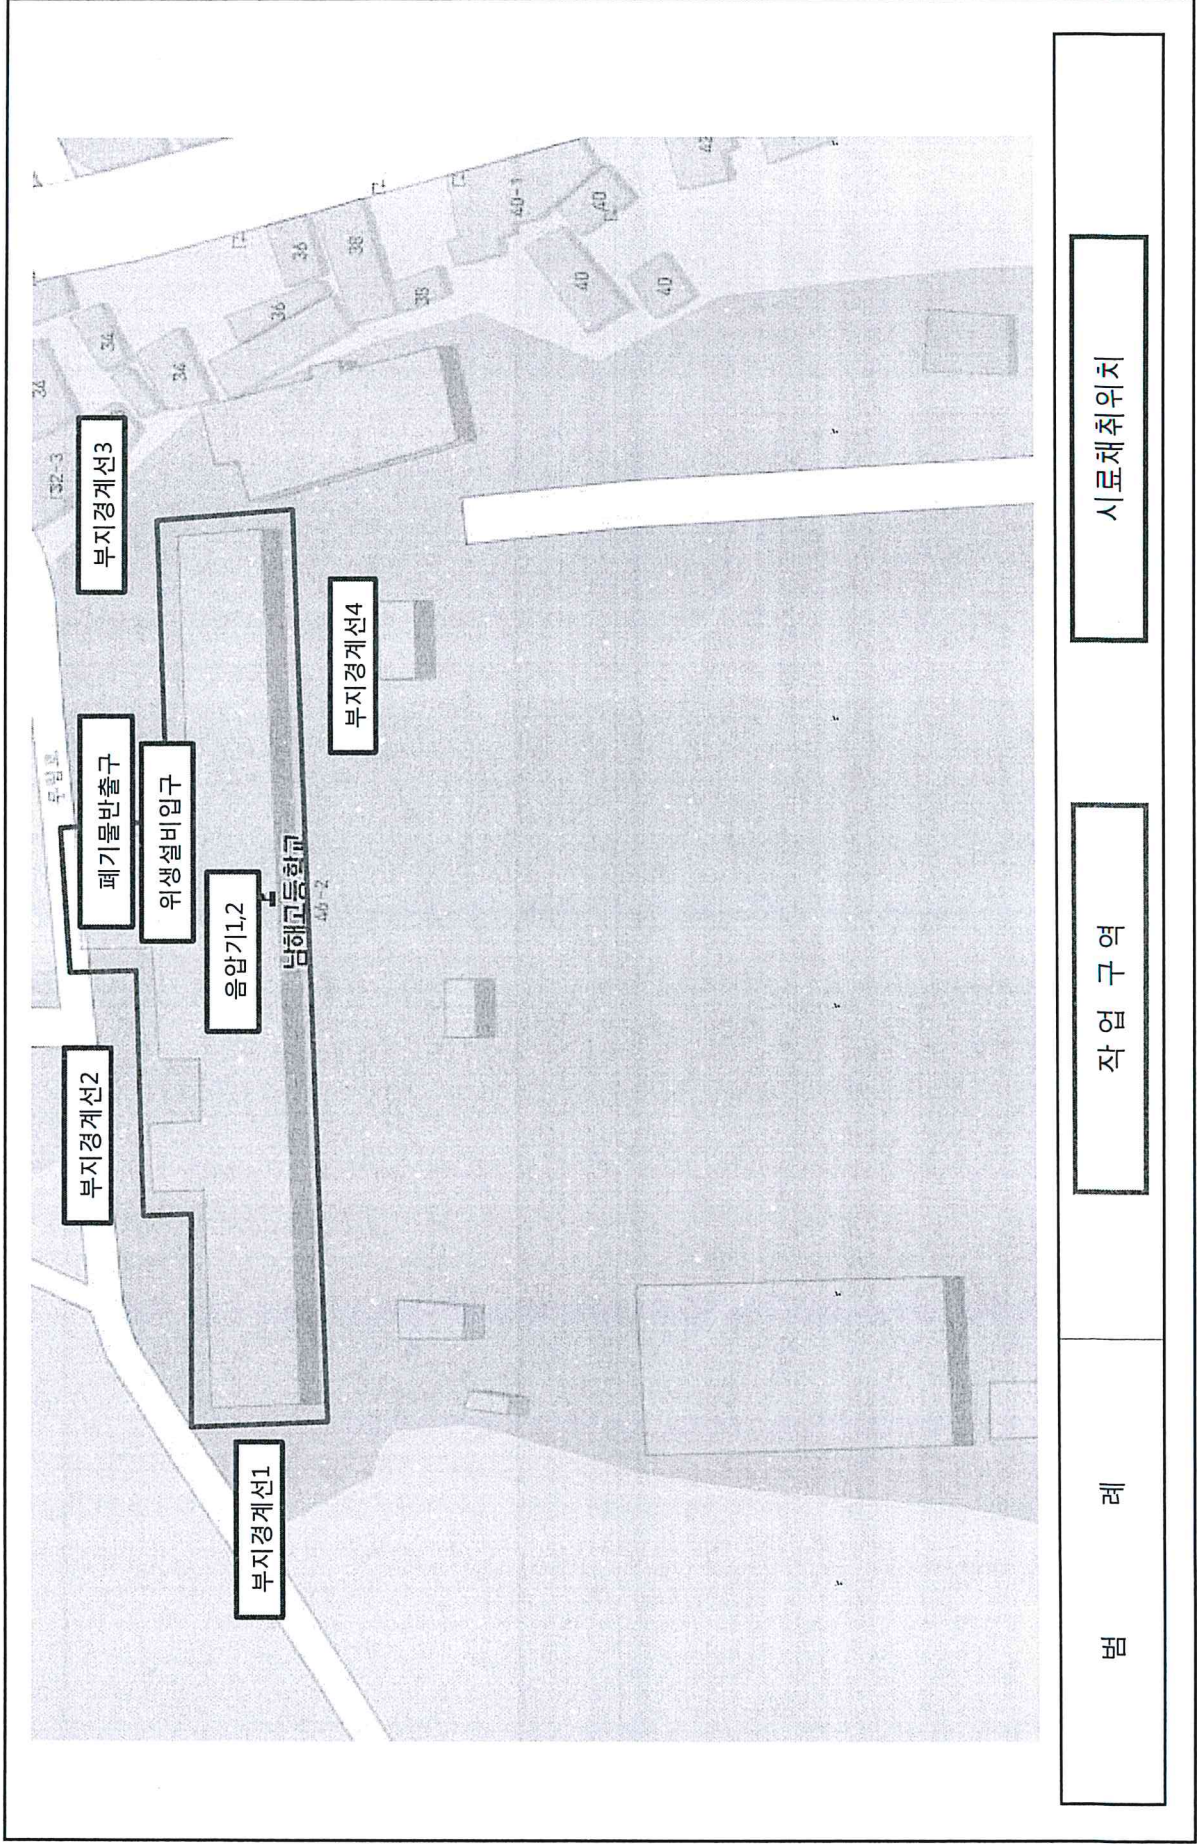 34
34
34
36
36
38
38
40-1
40
40
40
42
32-3
부지경계선3
폐기물반출구
위생설비입구
음압기1,2
남해고등학교
46-2
부지경계선4
부지경계선2
부지경계선1
범 례
작업 구역
시료채취위치